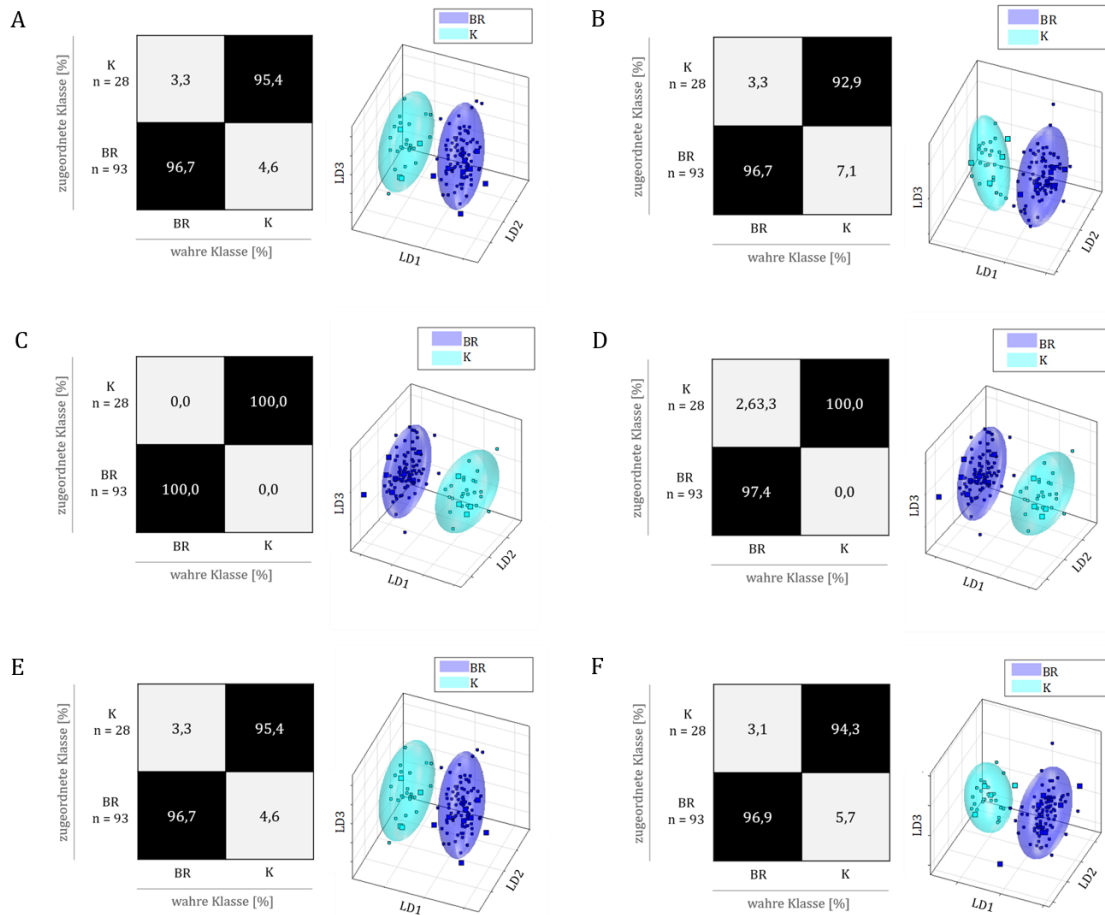 A
BR
K
zugeordnete Klasse [%]
K
n = 28
3,3
95,4
BR
n = 93
96,7
4,6
BR
K
wahre Klasse [%]
LD3
LD1
LD2
B
BR
K
zugeordnete Klasse [%]
K
n = 28
3,3
92,9
BR
n = 93
96,7
7,1
BR
K
wahre Klasse [%]
LD3
LD1
LD2
C
BR
K
zugeordnete Klasse [%]
K
n = 28
0,0
100,0
BR
n = 93
100,0
0,0
BR
K
wahre Klasse [%]
LD3
LD1
LD2
D
BR
K
zugeordnete Klasse [%]
K
n = 28
2,63,3
100,0
BR
n = 93
97,4
0,0
BR
K
wahre Klasse [%]
LD3
LD1
LD2
E
BR
K
zugeordnete Klasse [%]
K
n = 28
3,3
95,4
BR
n = 93
96,7
4,6
BR
K
wahre Klasse [%]
LD3
LD1
LD2
F
BR
K
zugeordnete Klasse [%]
K
n = 28
3,1
94,3
BR
n = 93
96,9
5,7
BR
K
wahre Klasse [%]
LD3
LD1
LD2